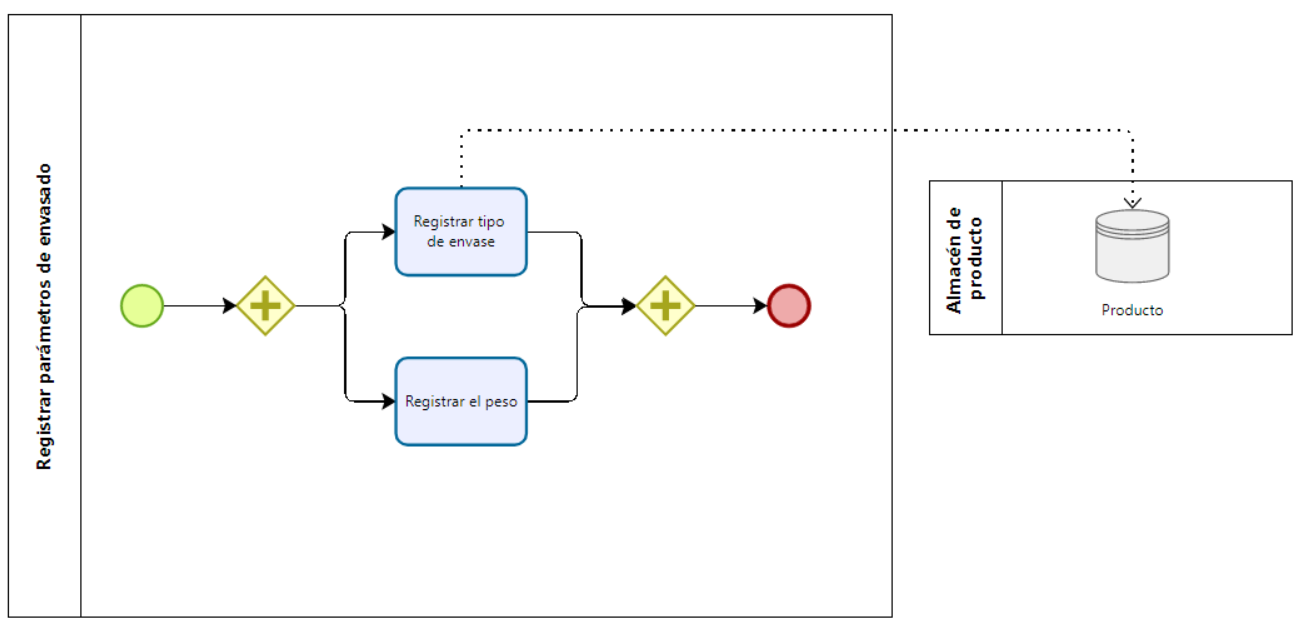 Registrar parámetros de envasado
Registrar tipo
de envase
Registrar el peso
Almacén de
producto
Producto